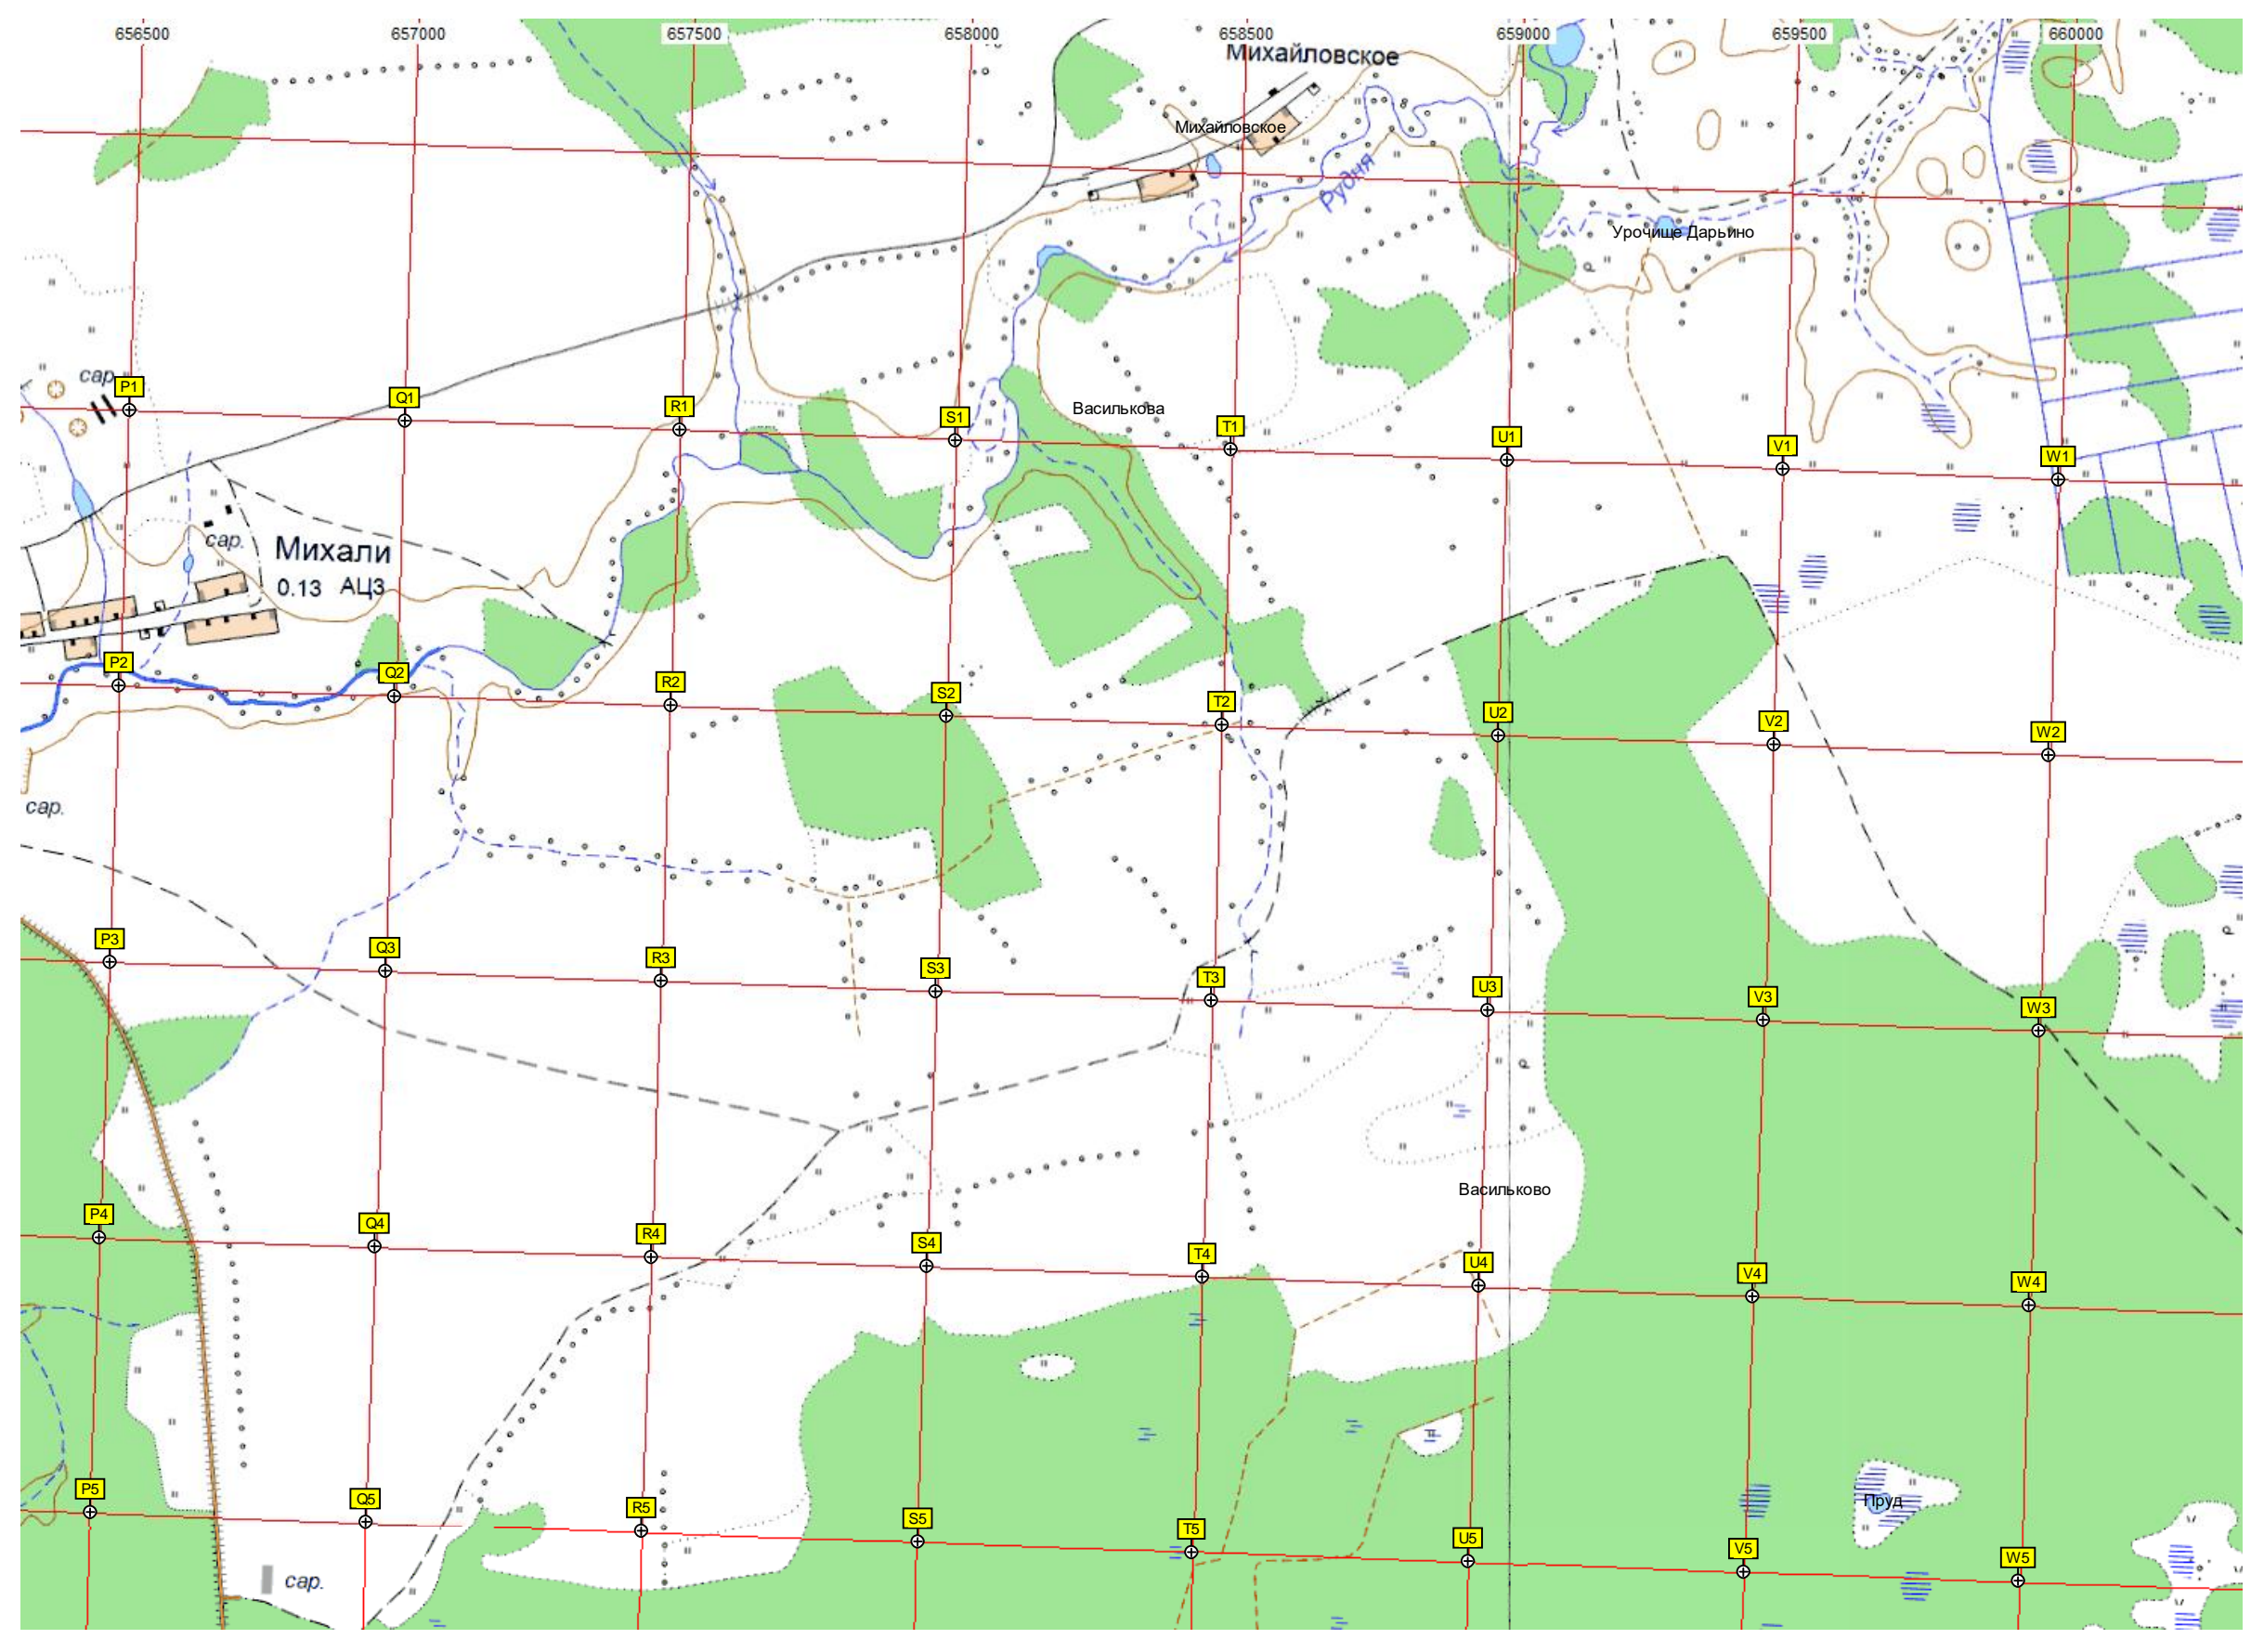 656500 657000 657500 658000 658500 659000 659500 660000
Михайловское
Михайловское
Рудня
Урочище Дарьино
сар.
P1
Q1
R1
S1
Василькова
T1
U1
V1
W1
сар.
Михали
0.13 АЦЗ
P2
Q2
R2
S2
T2
U2
V2
W2
сар.
P3
Q3
R3
S3
T3
U3
V3
W3
Васильково
P4
Q4
R4
S4
T4
U4
V4
W4
Пруд
P5
Q5
R5
S5
T5
U5
V5
W5
сар.